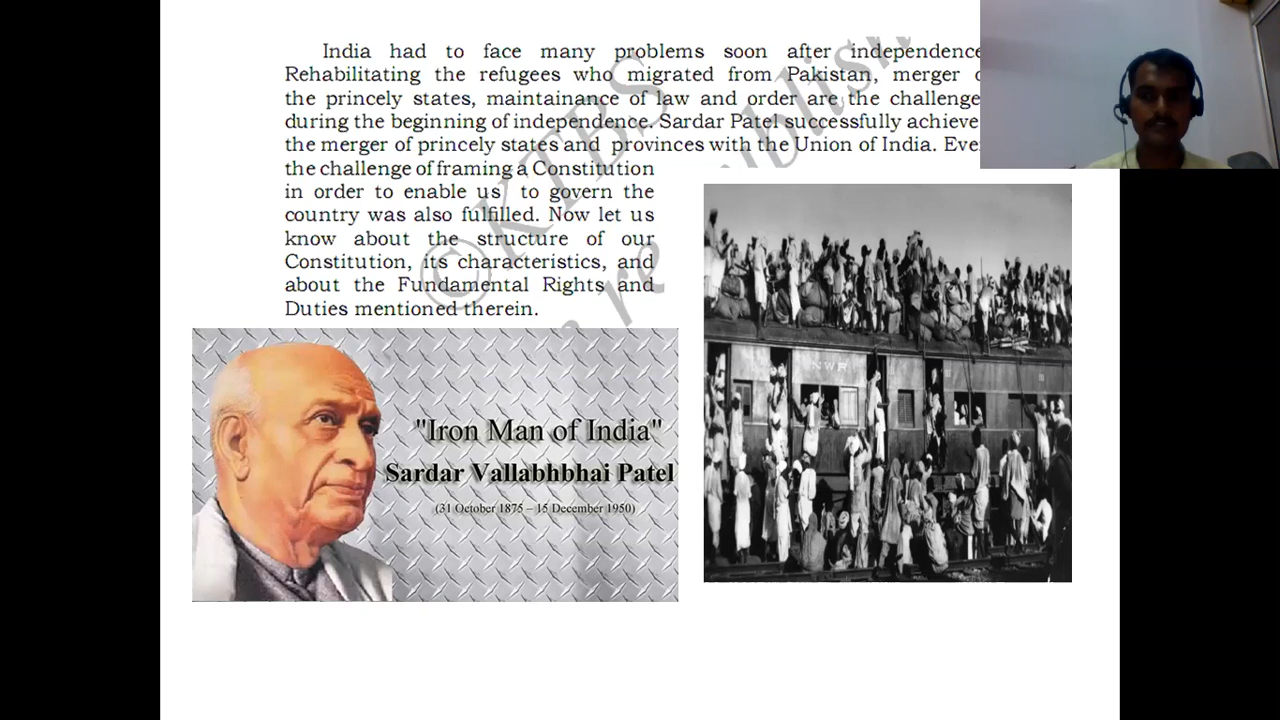 India had to face many problems soon after independence
Rehabilitating the refugees who migrated from Pakistan, merger
the princely states, maintainance of law and order are the challenge
during the beginning of independence. Sardar Patel successfully achieve
the merger of princely states and provinces with the Union of India. Eve
the challenge of framing a Constitution
in order to enable us to govern the
country was also fulfilled. Now let us
know about the structure of our
Constitution, its characteristics, and
about the Fundamental Rights and
Duties mentioned therein.
©KTBS
re
publish
"Iron Man of India"
Sardar Vallabhbhai Patel
(31 October 1875 – 15 December 1950)
NWR